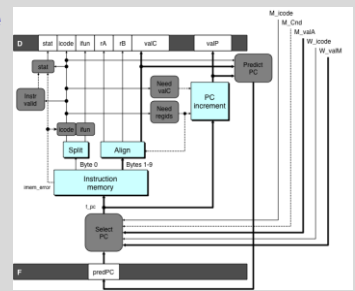 M_icode
M_Cnd
M_valA
W_icode
W_valM
D stat icode ifun rA rB valC valP
Predict
PC
stat
Need
valC
Instr
valid
PC
increment
Need
regids
icode ifun
Split Align
Byte 0 Bytes 1-9
imem_error
Instruction
memory
f_pc
Select
PC
F predPC